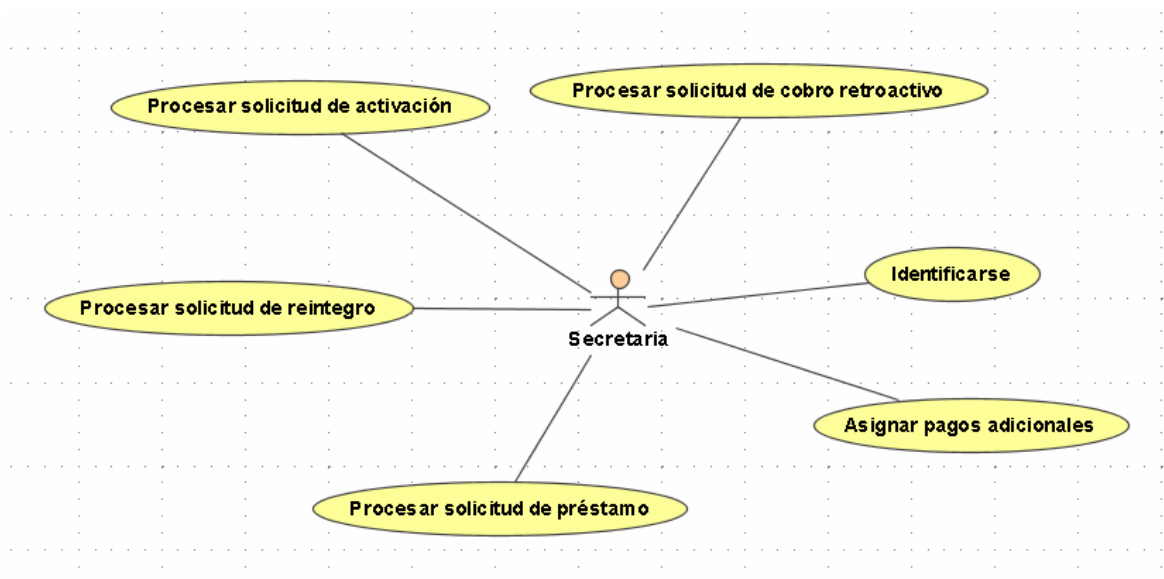 Procesar solicitud de cobro retroactivo
Procesar solicitud de activación
Identificarse
Procesar solicitud de reintegro
Secretaria
Asignar pagos adicionales
Procesar solicitud de préstamo